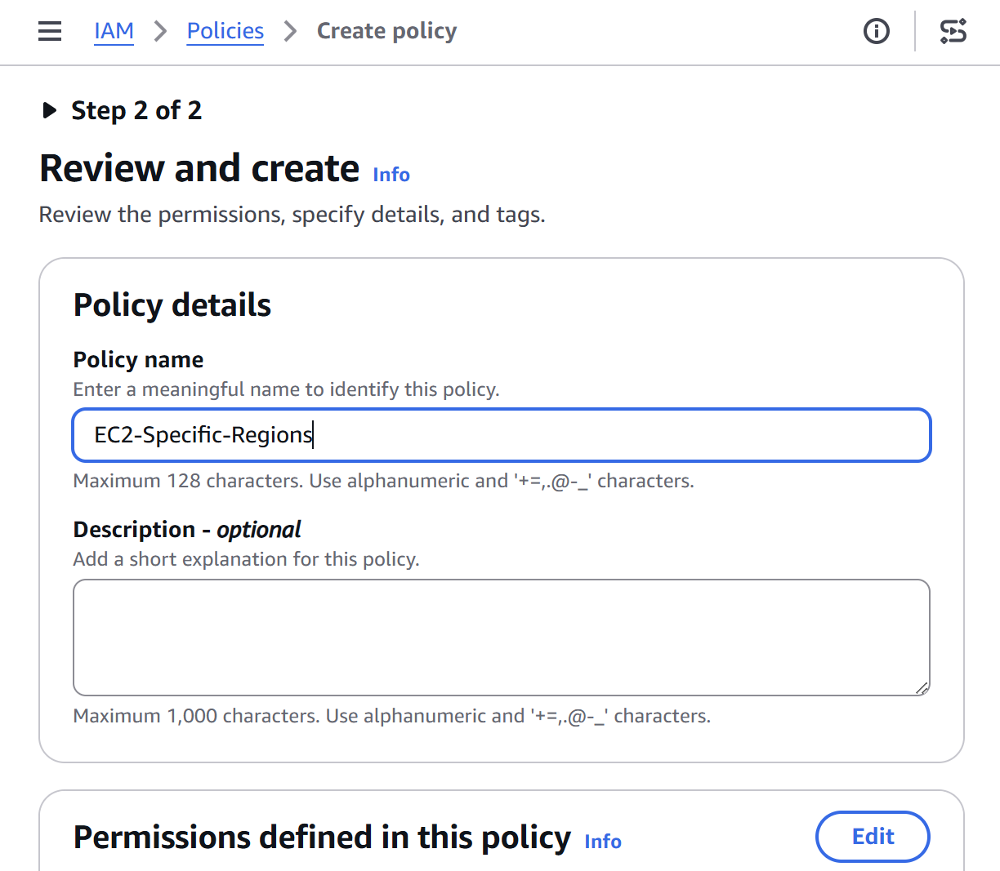 IAM > Policies > Create policy
Step 2 of 2
Review and create Info
Review the permissions, specify details, and tags.
Policy details
Policy name
Enter a meaningful name to identify this policy.
EC2-Specific-Regions
Maximum 128 characters. Use alphanumeric and '+=,.@-_' characters.
Description - optional
Add a short explanation for this policy.
Maximum 1,000 characters. Use alphanumeric and '+=,.@-_' characters.
Permissions defined in this policy Info
Edit